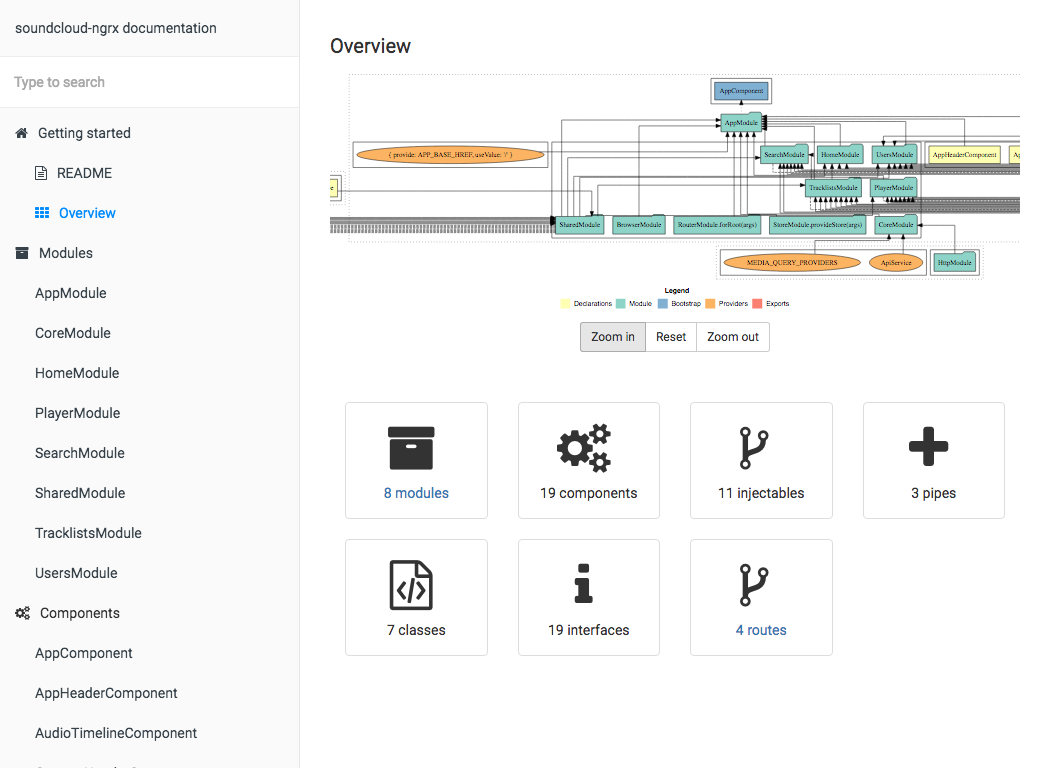 soundcloud-ngrx documentation
Type to search
Getting started
README
Overview
Modules
AppModule
CoreModule
HomeModule
PlayerModule
SearchModule
SharedModule
TracklistsModule
UsersModule
Components
AppComponent
AppHeaderComponent
AudioTimelineComponent
Overview
AppComponent
AppModule
{ provide: APP_BASE_HREF, useValue: '/' }
SearchModule
HomeModule
UsersModule
AppHeaderComponent
TracklistsModule
PlayerModule
SharedModule
BrowserModule
RouterModule.forRoot(args)
StoreModule.provideStore(args)
CoreModule
MEDIA_QUERY_PROVIDERS
ApiService
HttpModule
Legend
Declarations Module Bootstrap Providers Exports
Zoom in Reset Zoom out
8 modules
19 components
11 injectables
3 pipes
7 classes
19 interfaces
4 routes